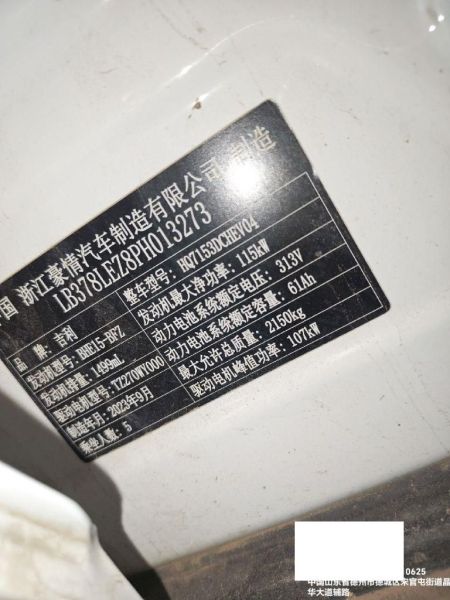 国 浙江豪情汽车制造有限公司 制造
LB378LEZ8PH013273
品 牌：吉利
整车型号：HQ7153DCHEV04
发动机型号：BHE15-BFZ
发动机最大净功率：115kW
发动机排量：1499mL
动力电池系统额定电压：313V
驱动电机型号：TZ270XY000
动力电池系统额定容量：61Ah
制造年月：2023年9月
最大允许总质量：2150kg
乘坐人数：5
驱动电机峰值功率：107kW
0625
中国山东省德州市德城区宋官屯街道晶
华大道辅路